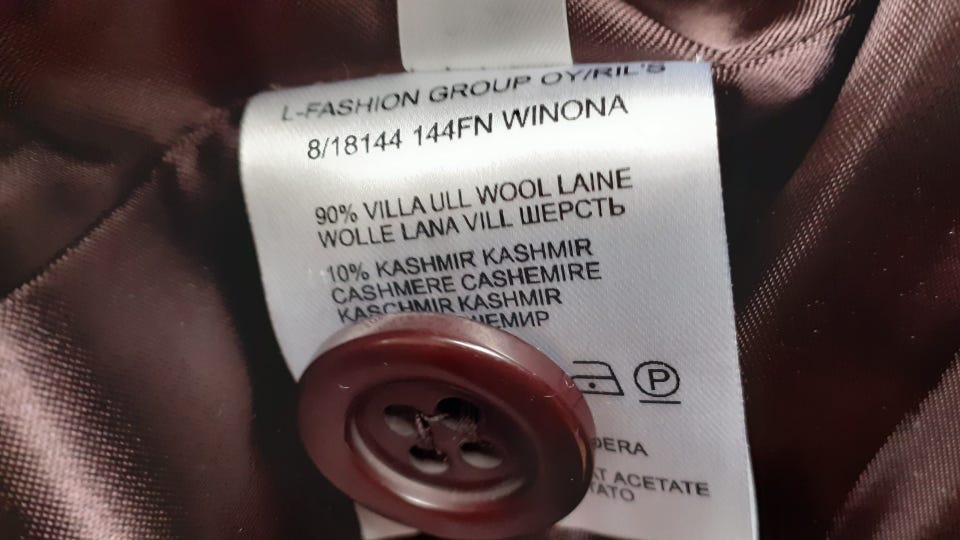 L-FASHION GROUP OY/RIL'S
8/18144 144FN WINONA
90% VILLA ULL WOOL LAINE
WOLLE LANA VILL ШЕРСТЬ
10% KASHMIR KASHMIR
CASHMERE CASHEMIRE
KASCHMIR KASHMIR
P
ACETATE